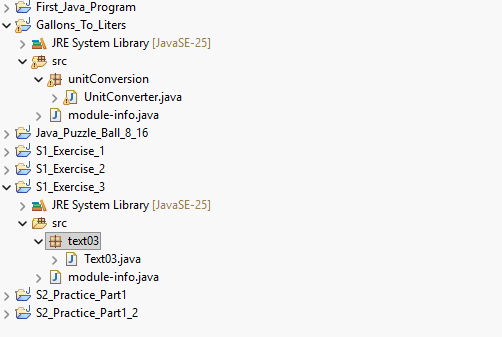 First_Java_Program
Gallons_To_Liters
JRE System Library [JavaSE-25]
src
unitConversion
UnitConverter.java
module-info.java
Java_Puzzle_Ball_8_16
S1_Exercise_1
S1_Exercise_2
S1_Exercise_3
JRE System Library [JavaSE-25]
src
text03
Text03.java
module-info.java
S2_Practice_Part1
S2_Practice_Part1_2